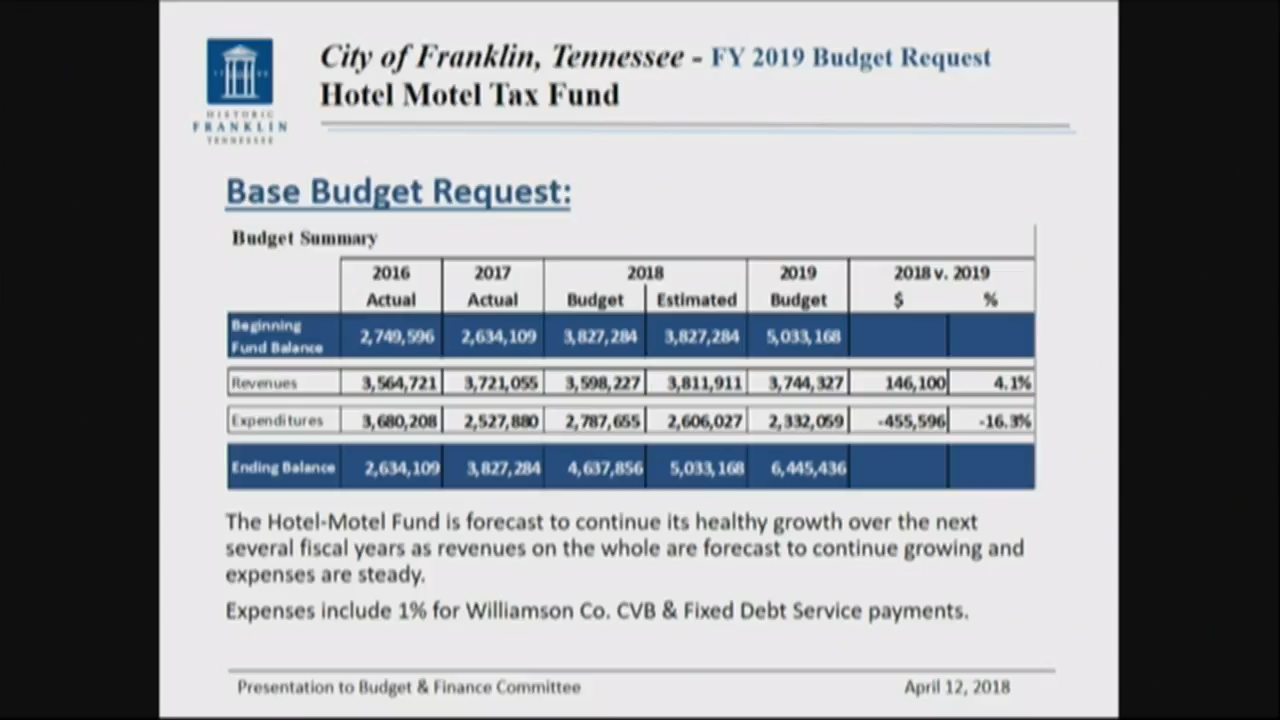 City of Franklin, Tennessee - FY 2019 Budget Request
Hotel Motel Tax Fund
HISTORIC
FRANKLIN
TENNESSEE
Base Budget Request:
Budget Summary
2016 2017 2018 2019 2018 v. 2019
Actual Actual Budget Estimated Budget $ %
Beginning
Fund Balance 2,749,596 2,634,109 3,827,284 3,827,284 5,033,168
Revenues 3,564,721 3,721,055 3,598,227 3,811,911 3,744,327 146,100 4.1%
Expenditures 3,680,208 2,527,880 2,787,655 2,606,027 2,332,059 -455,596 -16.3%
Ending Balance 2,634,109 3,827,284 4,637,856 5,033,168 6,445,436
The Hotel-Motel Fund is forecast to continue its healthy growth over the next
several fiscal years as revenues on the whole are forecast to continue growing and
expenses are steady.
Expenses include 1% for Williamson Co. CVB & Fixed Debt Service payments.
Presentation to Budget & Finance Committee April 12, 2018